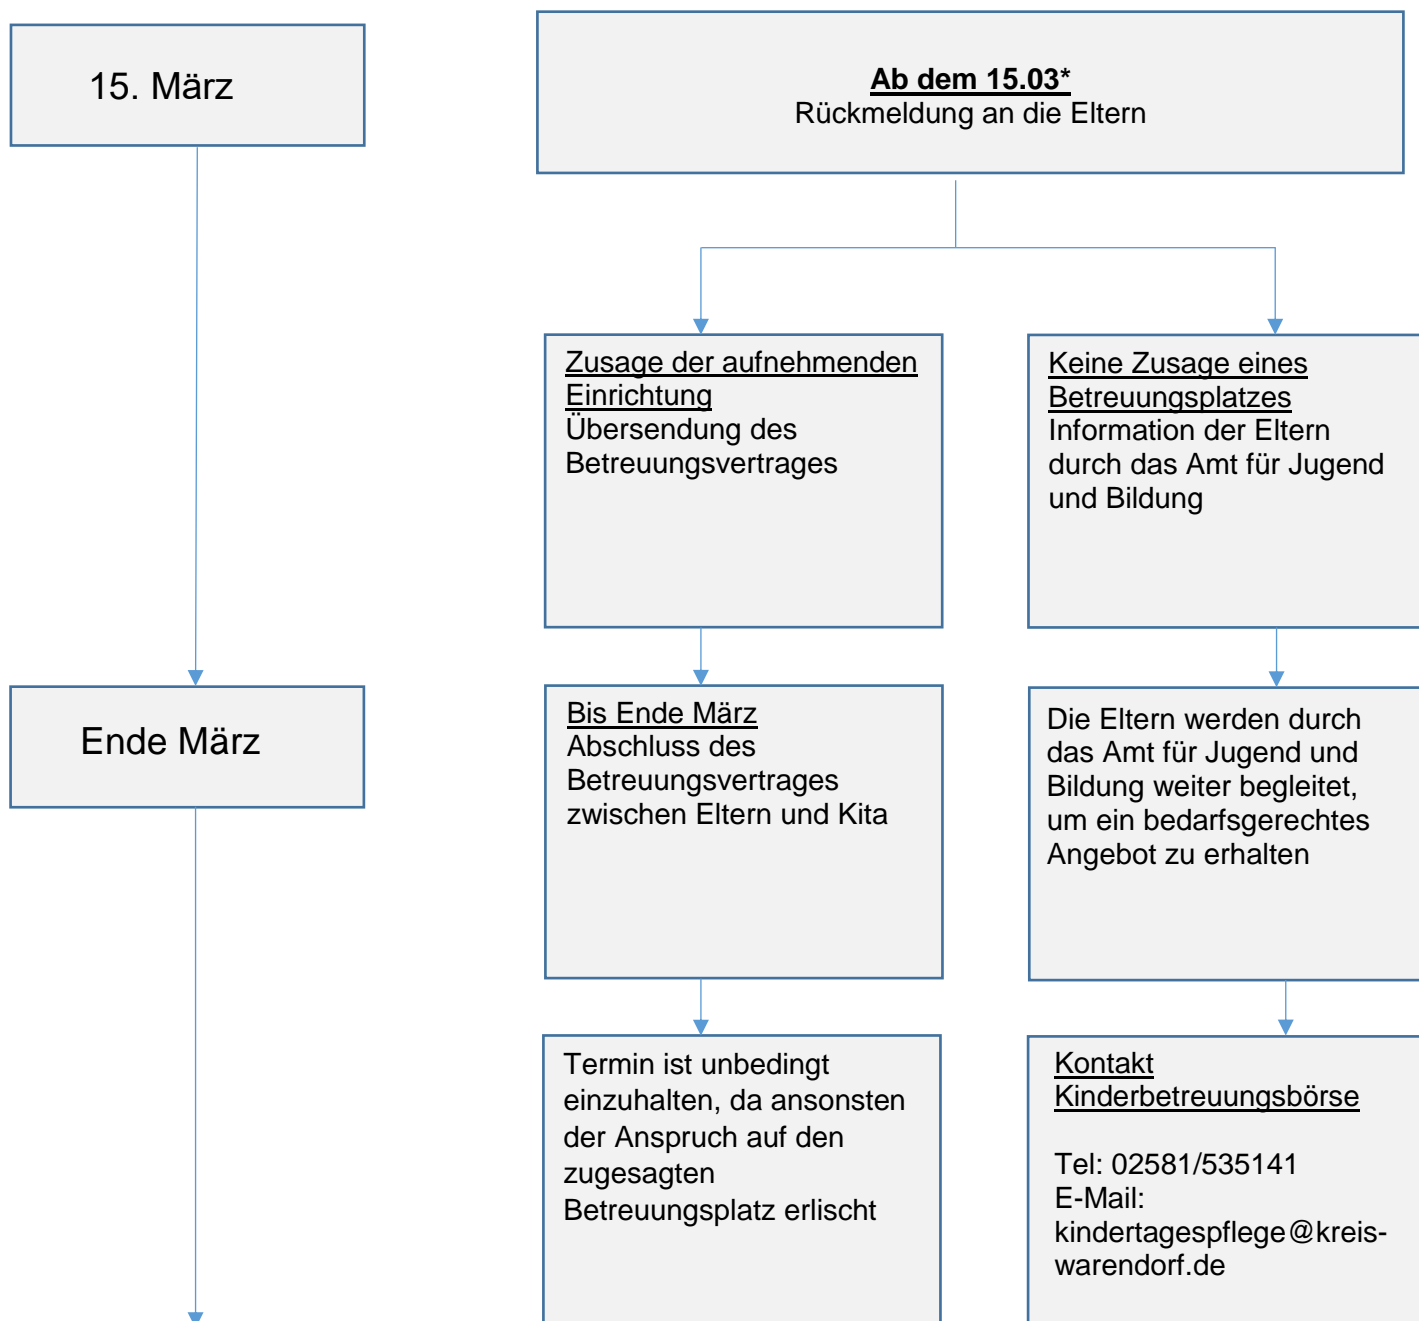 15. März
Ab dem 15.03*
Rückmeldung an die Eltern
Zusage der aufnehmenden
Einrichtung
Übersendung des
Betreuungsvertrages
Keine Zusage eines
Betreuungsplatzes
Information der Eltern
durch das Amt für Jugend
und Bildung
Ende März
Bis Ende März
Abschluss des
Betreuungsvertrages
zwischen Eltern und Kita
Die Eltern werden durch
das Amt für Jugend und
Bildung weiter begleitet,
um ein bedarfsgerechtes
Angebot zu erhalten
Termin ist unbedingt
einzuhalten, da ansonsten
der Anspruch auf den
zugesagten
Betreuungsplatz erlischt
Kontakt
Kinderbetreuungsbörse
Tel: 02581/535141
E-Mail:
kindertagespflege@kreis-
warendorf.de